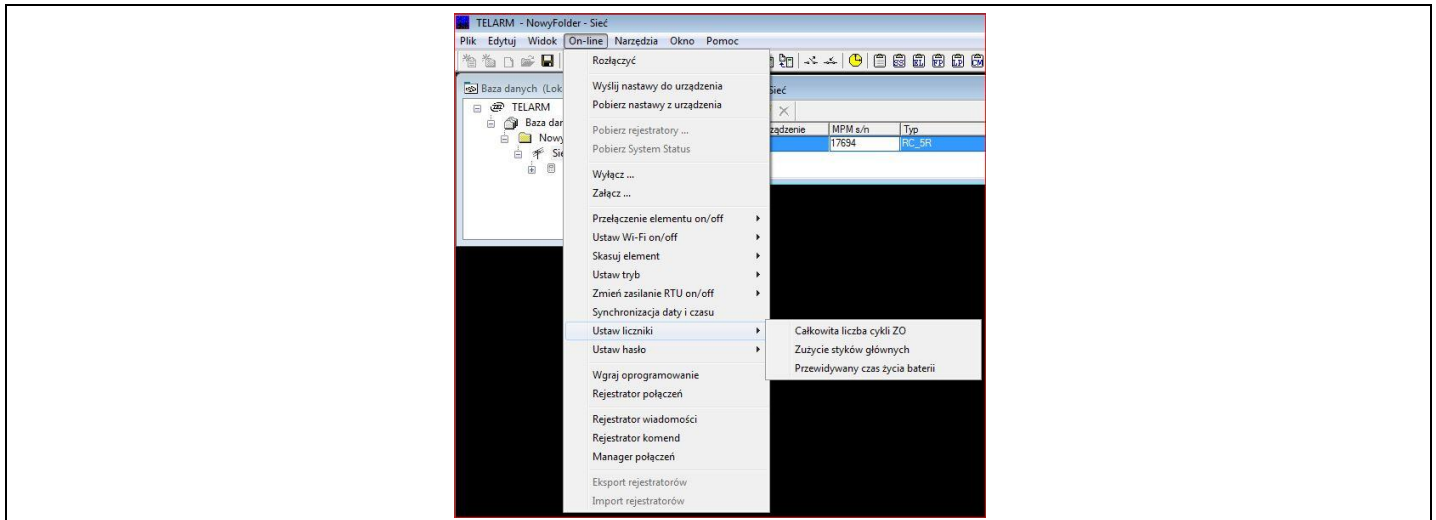 TELARM - NowyFolder - Sieć
Plik Edytuj Widok On-line Narzędzia Okno Pomoc
Baza danych (Lok
TELARM
Baza dan
Nowy
Sie
Sieć
ządzenie MPM s/n Typ
17694 RC_5R
Rozłączyć
Wyślij nastawy do urządzenia
Pobierz nastawy z urządzenia
Pobierz rejestratory ...
Pobierz System Status
Wyłącz ...
Załącz ...
Przełączenie elementu on/off
Ustaw Wi-Fi on/off
Skasuj element
Ustaw tryb
Zmień zasilanie RTU on/off
Synchronizacja daty i czasu
Ustaw liczniki
Ustaw hasło
Wgraj oprogramowanie
Rejestrator połączeń
Rejestrator wiadomości
Rejestrator komend
Manager połączeń
Eksport rejestratorów
Import rejestratorów
Całkowita liczba cykli ZO
Zużycie styków głównych
Przewidywany czas życia baterii